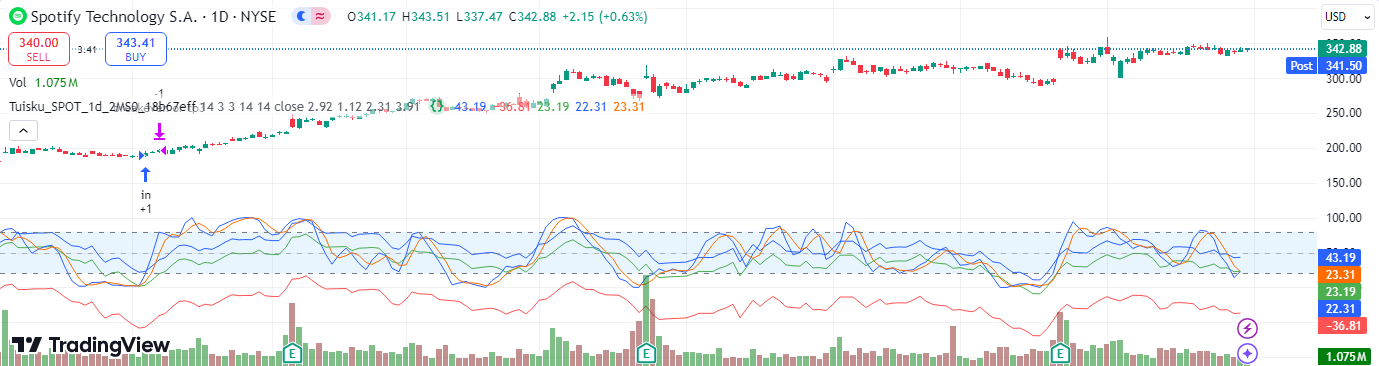 Spotify Technology S.A. · 1D · NYSE O341.17 H343.51 L337.47 C342.88 +2.15 (+0.63%) USD
340.00 SELL 3.41 343.41 BUY
342.88
Post 341.50
Vol 1.075M
300.00
Tuisku_SPOT_1d_2MS0_18b67eff 14 3 3 14 14 close 2.92 1.12 2.31 3.91 {} 43.19 −36.81 23.19 22.31 23.31
-1
250.00
200.00
150.00
in
+1
100.00
43.19
23.31
23.19
22.31
−36.81
TradingView
E E E
1.075M